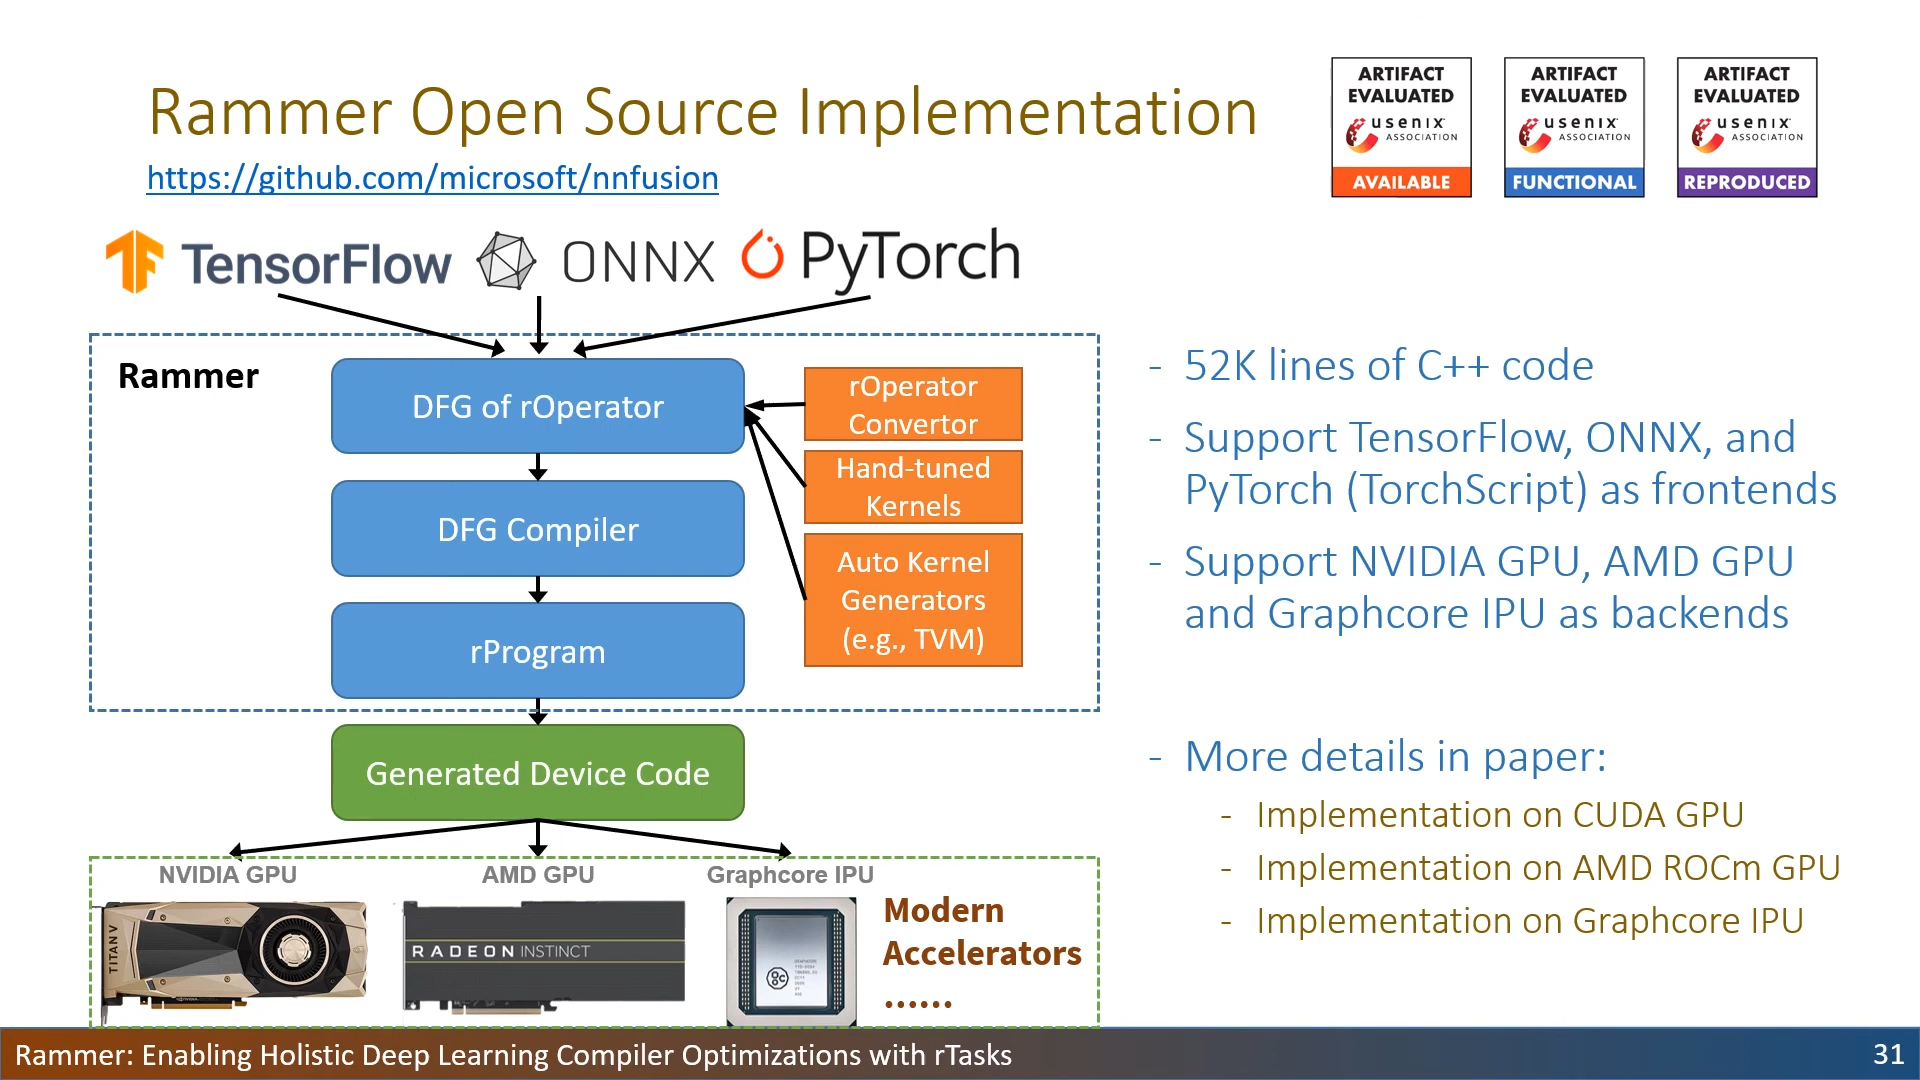 Rammer Open Source Implementation
https://github.com/microsoft/nnfusion
ARTIFACT
EVALUATED
usenix
ASSOCIATION
AVAILABLE
ARTIFACT
EVALUATED
usenix
ASSOCIATION
FUNCTIONAL
ARTIFACT
EVALUATED
usenix
ASSOCIATION
REPRODUCED
TensorFlow
ONNX
PyTorch
Rammer
DFG of rOperator
DFG Compiler
rProgram
Generated Device Code
rOperator
Convertor
Hand-tuned
Kernels
Auto Kernel
Generators
(e.g., TVM)
NVIDIA GPU
AMD GPU
Graphcore IPU
TITAN V
RADEON INSTINCT
Modern
Accelerators
......
- 52K lines of C++ code
- Support TensorFlow, ONNX, and
PyTorch (TorchScript) as frontends
- Support NVIDIA GPU, AMD GPU
and Graphcore IPU as backends
- More details in paper:
- Implementation on CUDA GPU
- Implementation on AMD ROCm GPU
- Implementation on Graphcore IPU
Rammer: Enabling Holistic Deep Learning Compiler Optimizations with rTasks
31